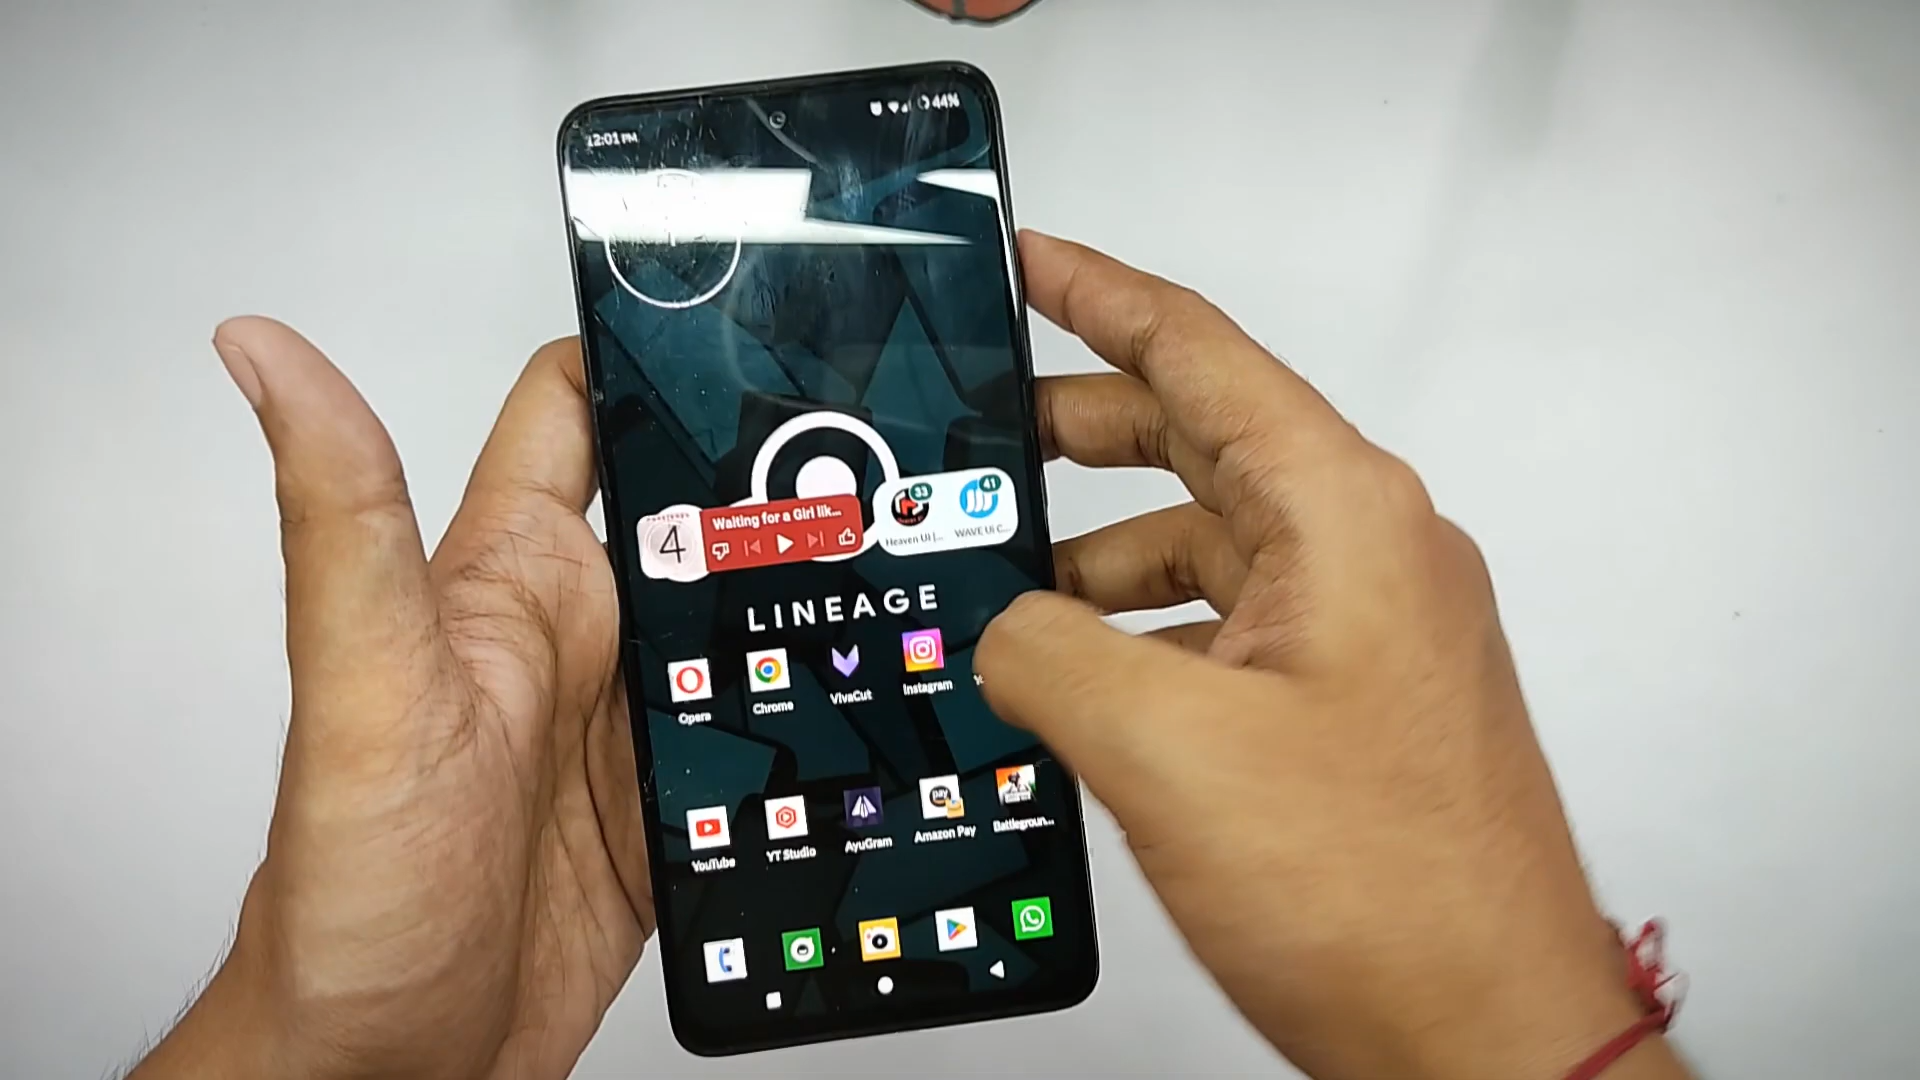 12:01 PM
44%
4
Waiting for a Girl lik...
33
41
Heaven UI |...
WAVE UI C...
LINEAGE
Opera
Chrome
VivaCut
Instagram
YouTube
YT Studio
AyuGram
pay
Amazon Pay
Battlegroun...